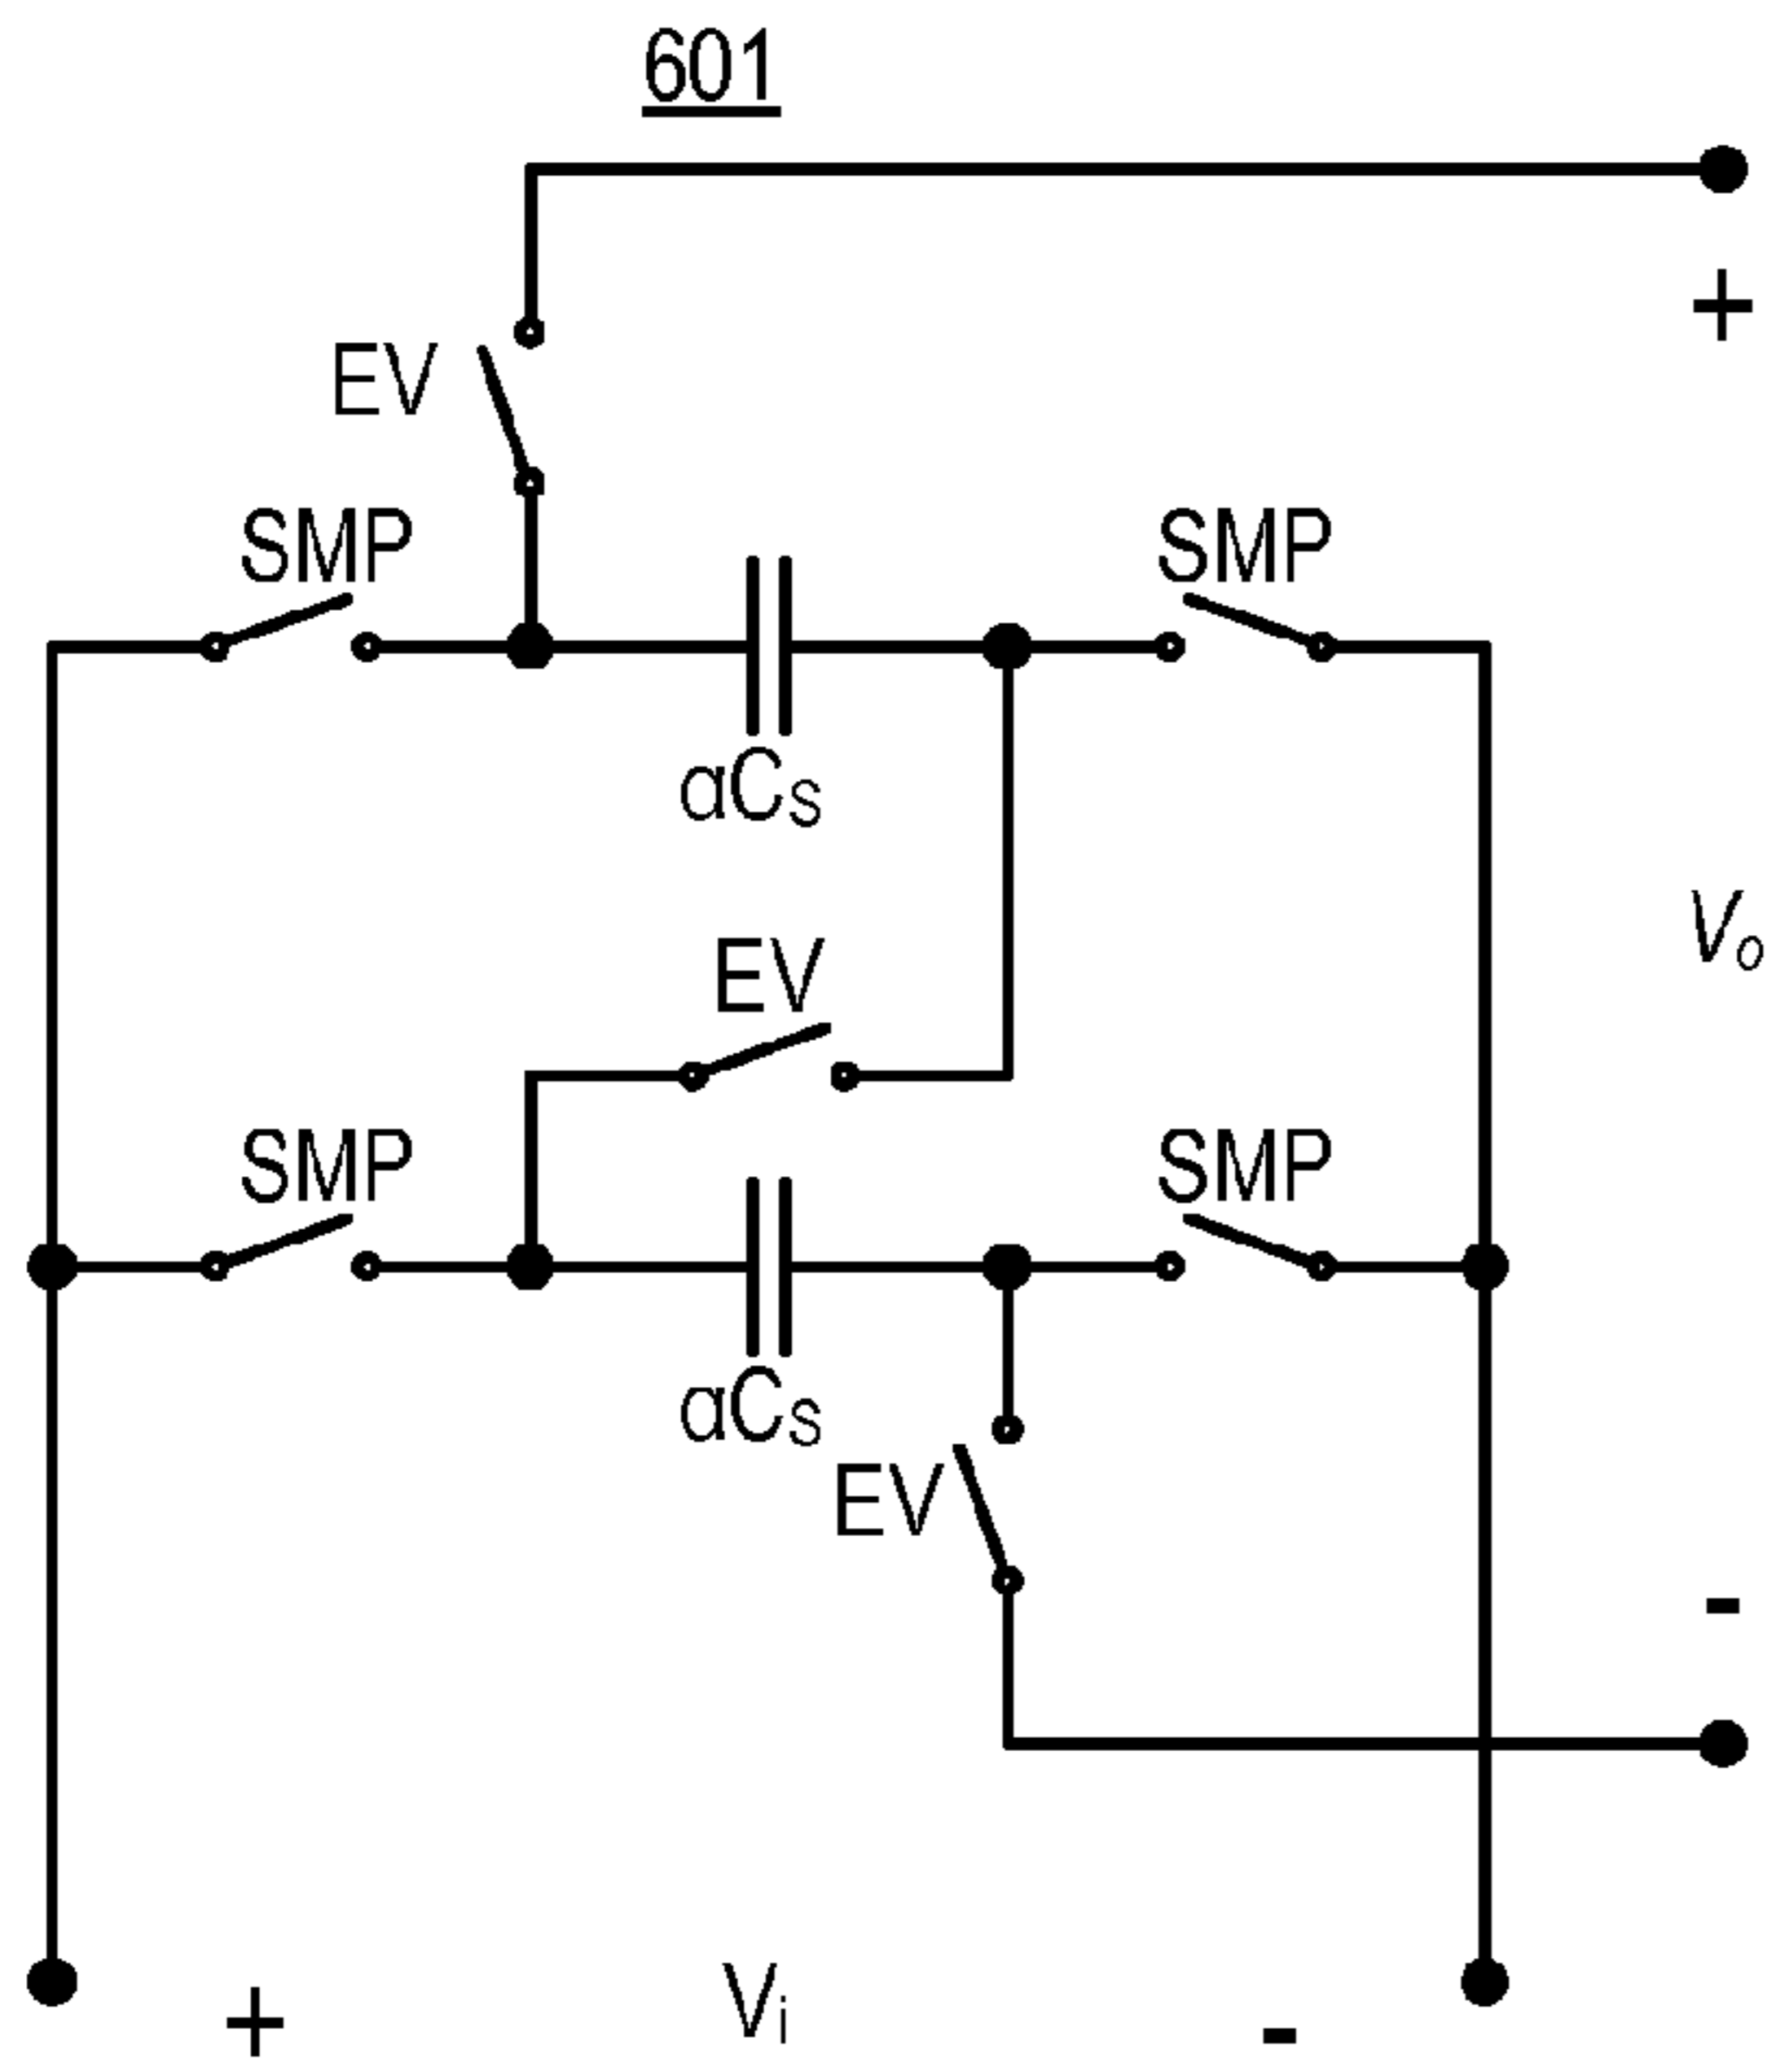 601
+
EV
SMP SMP
αCS
Vo
EV
SMP SMP
αCS
EV
-
+ Vi -